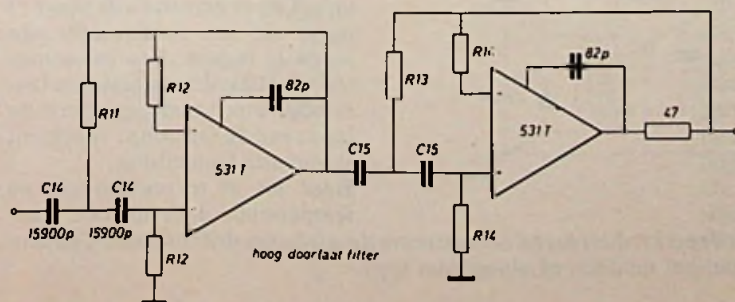 R11
R12
82p
531T
C14
C14
15900p
15900p
R12
hoog doorlaat filter
C15
C15
R13
R14
82p
531T
47
R14